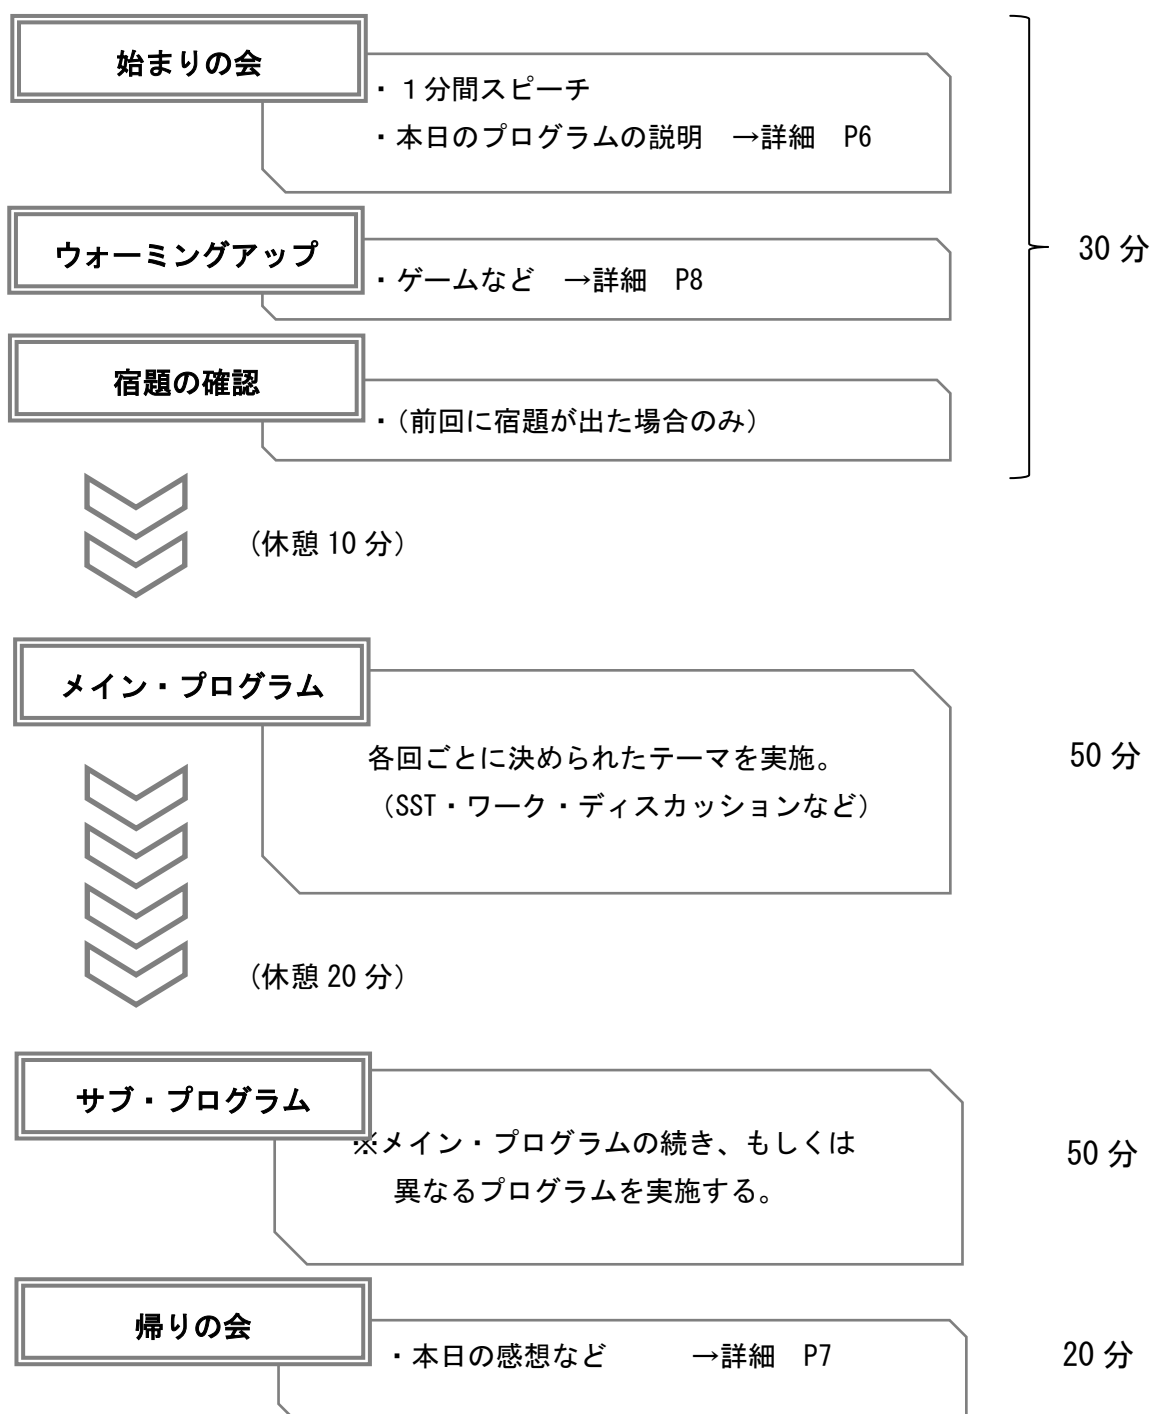 始まりの会
・１分間スピーチ
・本日のプログラムの説明　→詳細　P6
ウォーミングアップ
・ゲームなど　→詳細　P8
30 分
宿題の確認
・（前回に宿題が出た場合のみ）
（休憩 10 分）
メイン・プログラム
各回ごとに決められたテーマを実施。
（SST・ワーク・ディスカッションなど）
50 分
（休憩 20 分）
サブ・プログラム
※メイン・プログラムの続き、もしくは
異なるプログラムを実施する。
50 分
帰りの会
・本日の感想など　　　→詳細　P7
20 分